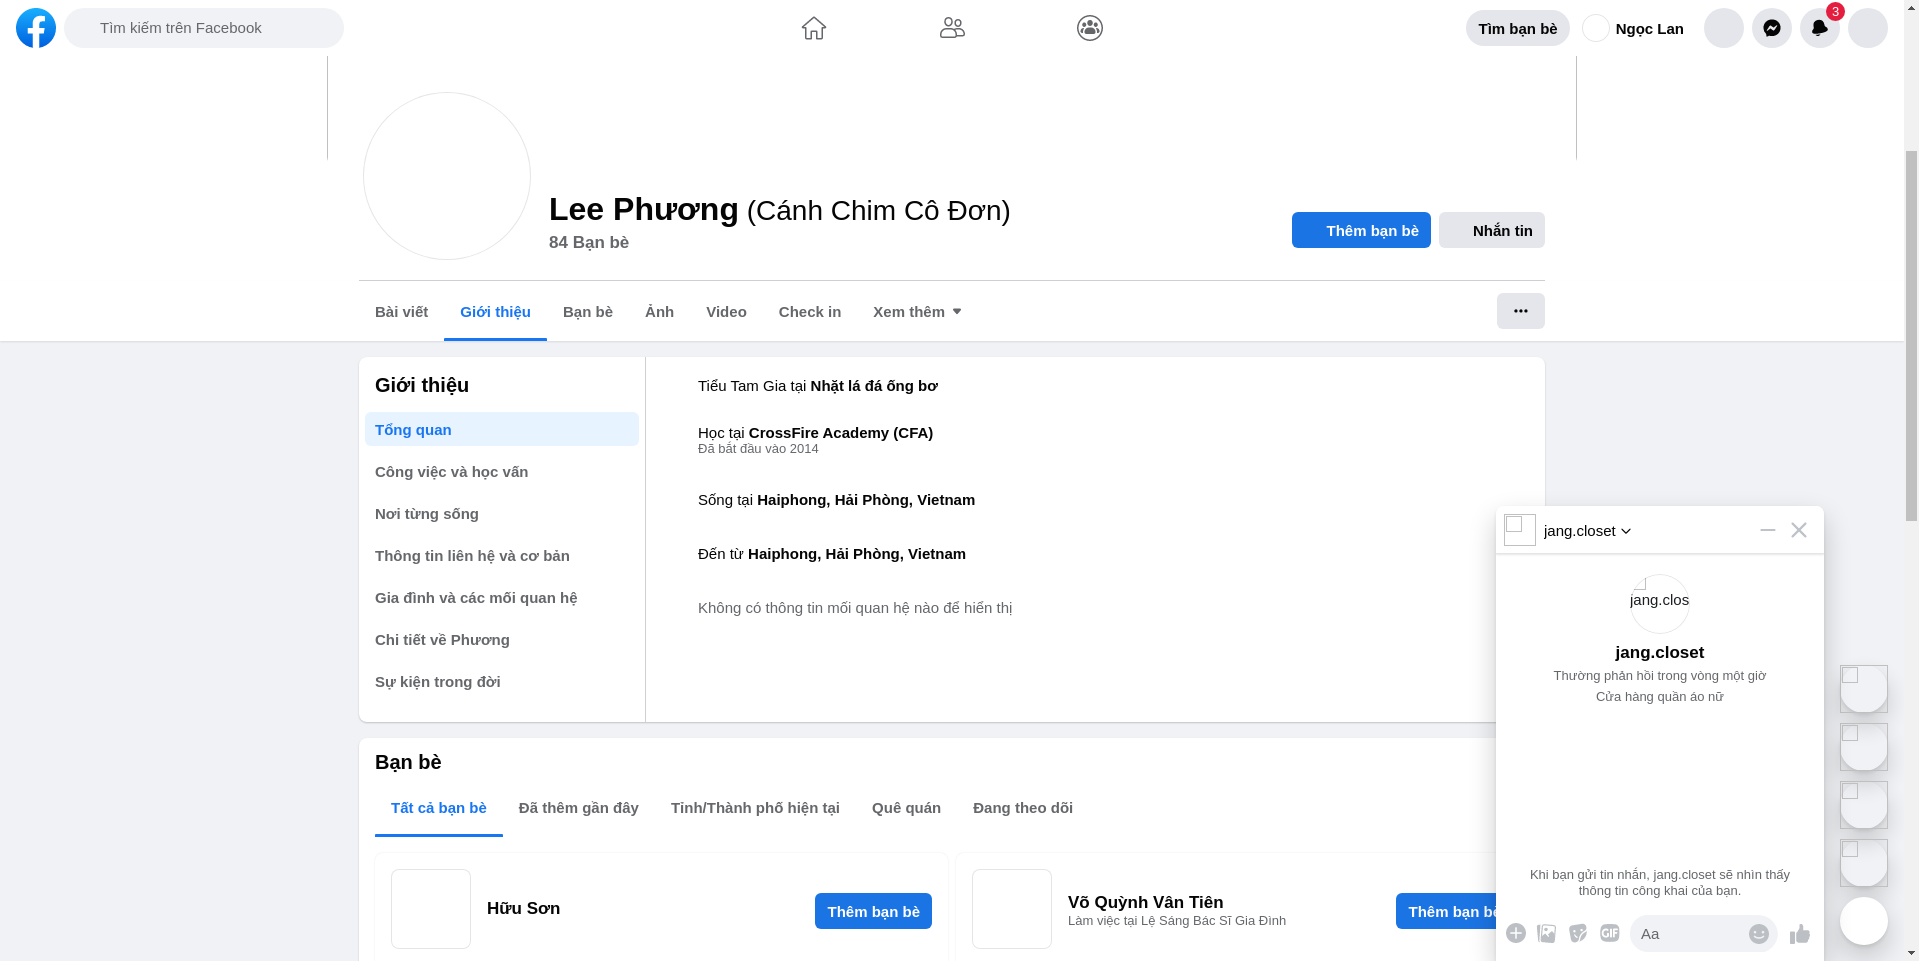 Tìm kiếm trên Facebook
Tìm bạn bè
Ngọc Lan
3
Lee Phương (Cánh Chim Cô Đơn)
84 Bạn bè
Thêm bạn bè
Nhắn tin
Bài viết
Giới thiệu
Bạn bè
Ảnh
Video
Check in
Xem thêm
Giới thiệu
Tổng quan
Công việc và học vấn
Nơi từng sống
Thông tin liên hệ và cơ bản
Gia đình và các mối quan hệ
Chi tiết về Phương
Sự kiện trong đời
Tiểu Tam Gia tại Nhặt lá đá ống bơ
Học tại CrossFire Academy (CFA)
Đã bắt đầu vào 2014
Sống tại Haiphong, Hải Phòng, Vietnam
Đến từ Haiphong, Hải Phòng, Vietnam
Không có thông tin mối quan hệ nào để hiển thị
Bạn bè
Tất cả bạn bè
Đã thêm gần đây
Tỉnh/Thành phố hiện tại
Quê quán
Đang theo dõi
Hữu Sơn
Thêm bạn bè
Võ Quỳnh Vân Tiên
Làm việc tại Lệ Sáng Bác Sĩ Gia Đình
Thêm bạn bè
jang.closet
jang.clos
jang.closet
Thường phản hồi trong vòng một giờ
Cửa hàng quần áo nữ
Khi bạn gửi tin nhắn, jang.closet sẽ nhìn thấy
thông tin công khai của bạn.
GIF
Aa